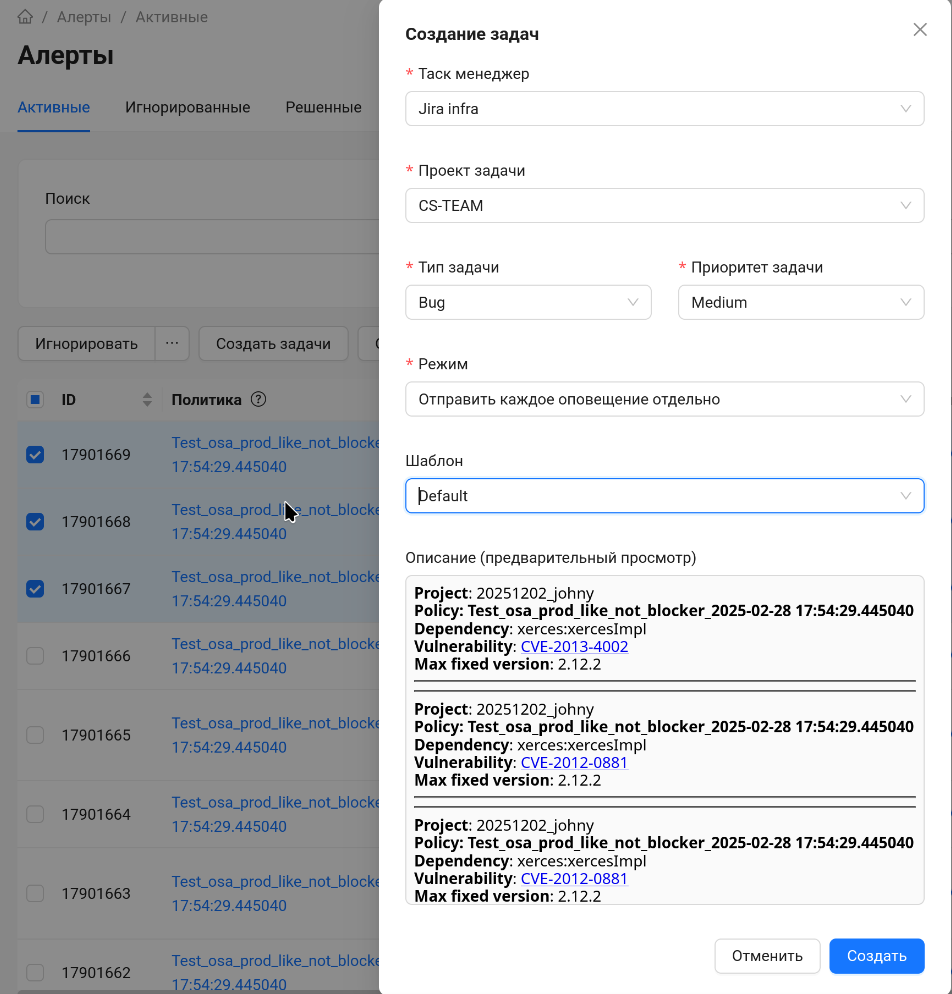 / Алерты / Активные
Алерты
Активные Игнорированные Решенные
Поиск
Игнорировать ··· Создать задачи
ID Политика ?
17901669 Test_osa_prod_like_not_blocke
17:54:29.445040
17901668 Test_osa_prod_like_not_blocke
17:54:29.445040
17901667 Test_osa_prod_like_not_blocke
17:54:29.445040
17901666 Test_osa_prod_like_not_blocke
17:54:29.445040
17901665 Test_osa_prod_like_not_blocke
17:54:29.445040
17901664 Test_osa_prod_like_not_blocke
17:54:29.445040
17901663 Test_osa_prod_like_not_blocke
17:54:29.445040
17901662 Test_osa_prod_like_not_blocke
17:54:29.445040
Создание задач
* Таск менеджер
Jira infra
* Проект задачи
CS-TEAM
* Тип задачи * Приоритет задачи
Bug Medium
* Режим
Отправить каждое оповещение отдельно
Шаблон
Default
Описание (предварительный просмотр)
Project: 20251202_johny
Policy: Test_osa_prod_like_not_blocker_2025-02-28 17:54:29.445040
Dependency: xerces:xercesImpl
Vulnerability: CVE-2013-4002
Max fixed version: 2.12.2
Project: 20251202_johny
Policy: Test_osa_prod_like_not_blocker_2025-02-28 17:54:29.445040
Dependency: xerces:xercesImpl
Vulnerability: CVE-2012-0881
Max fixed version: 2.12.2
Project: 20251202_johny
Policy: Test_osa_prod_like_not_blocker_2025-02-28 17:54:29.445040
Dependency: xerces:xercesImpl
Vulnerability: CVE-2012-0881
Max fixed version: 2.12.2
Отменить Создать